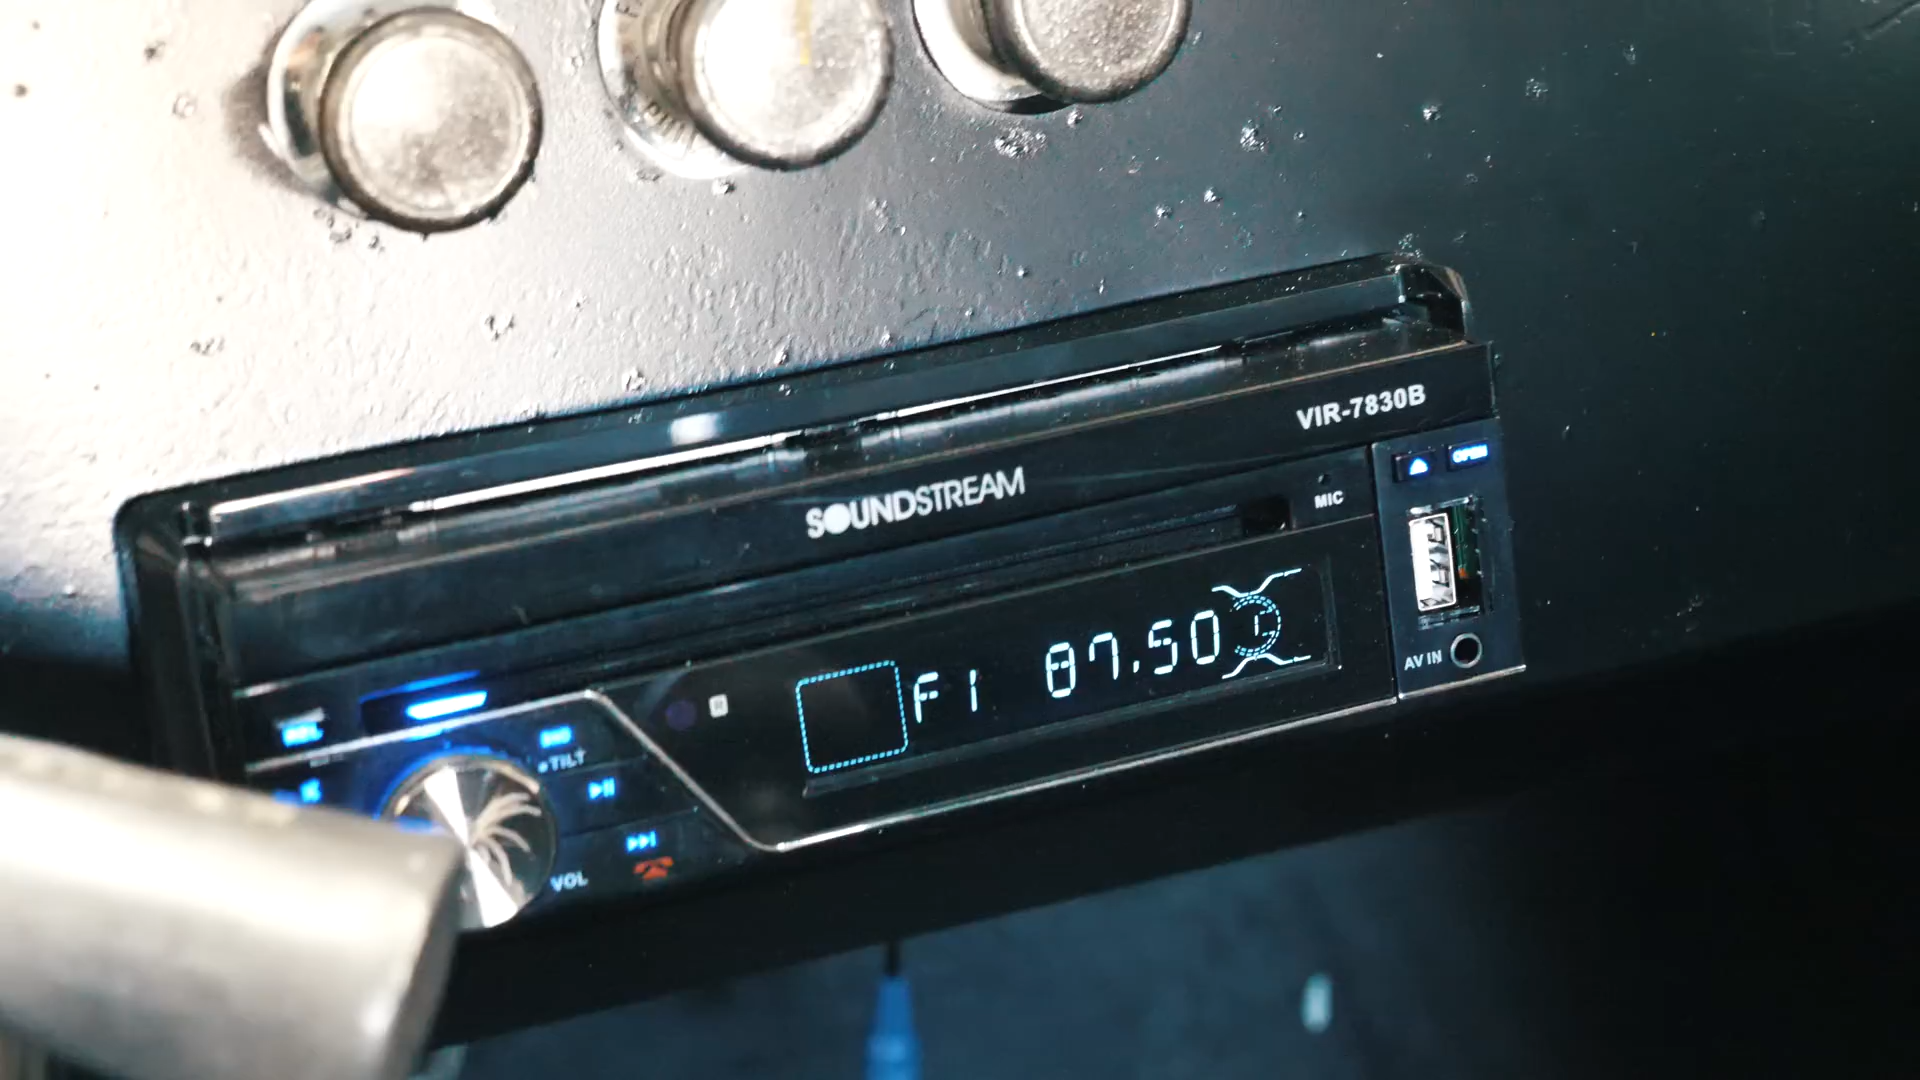 VIR-7830B
SOUNDSTREAM
OPEN
MIC
F1 87.50
AV IN
TILT
VOL